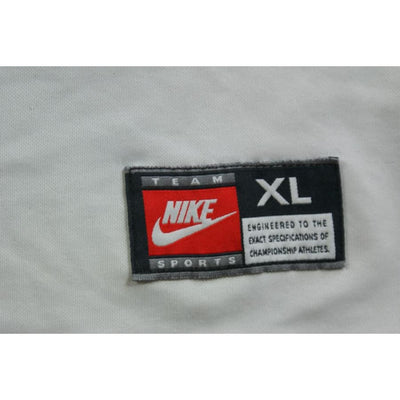 TEAM
NIKE
SPORTS
XL
ENGINEERED TO THE
EXACT SPECIFICATIONS OF
CHAMPIONSHIP ATHLETES.